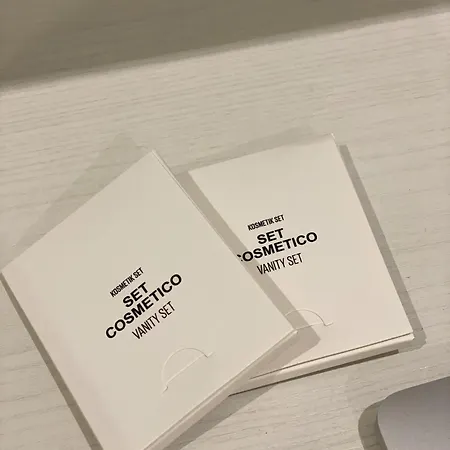 KOSMETIK SET
SET
COSMETICO
VANITY SET
KOSMETIK SET
SET
COSMETICO
VANITY SET